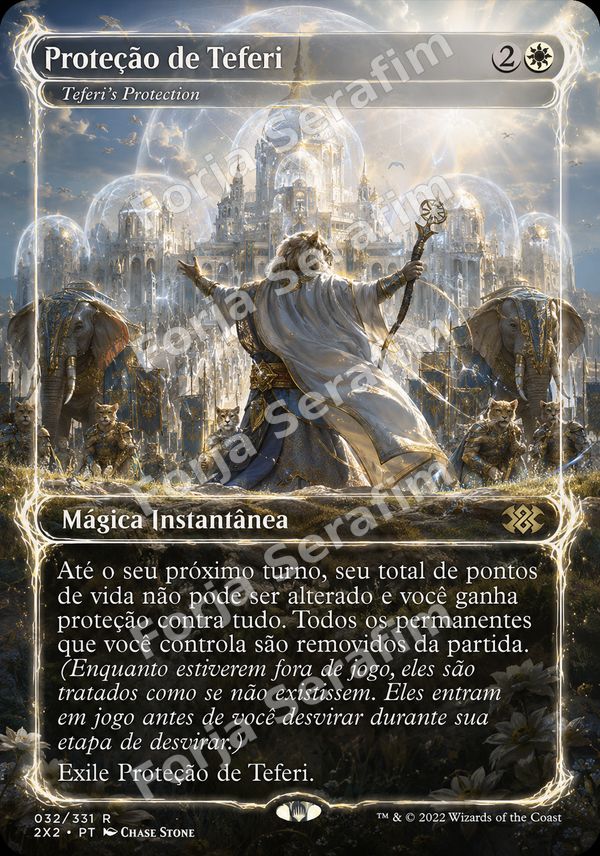 Proteção de Teferi
2
Teferi's Protection
Forja Serafim
Forja Serafim
Forja Serafim
Forja Serafim
Mágica Instantânea
Até o seu próximo turno, seu total de pontos
de vida não pode ser alterado e você ganha
proteção contra tudo. Todos os permanentes
que você controla são removidos da partida.
(Enquanto estiverem fora de jogo, eles são
tratados como se não existissem. Eles entram
em jogo antes de você desvirar durante sua
etapa de desvirar.)
Exile Proteção de Teferi.
Forja Serafim
Forja Serafim
032/331 R
2X2 • PT Chase Stone
™ & © 2022 Wizards of the Coast